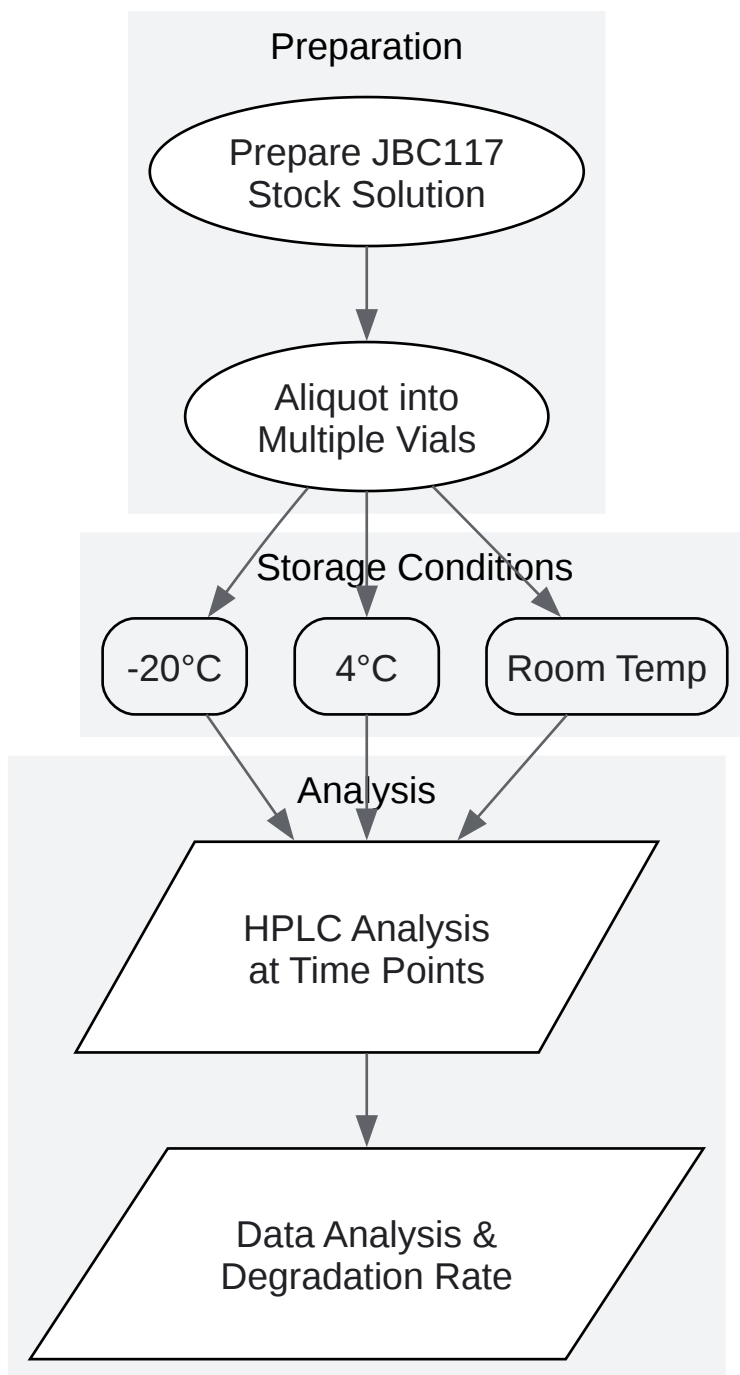 Preparation
Prepare JBC117
Stock Solution
Aliquot into
Multiple Vials
Storage Conditions
-20°C
4°C
Room Temp
Analysis
HPLC Analysis
at Time Points
Data Analysis &
Degradation Rate